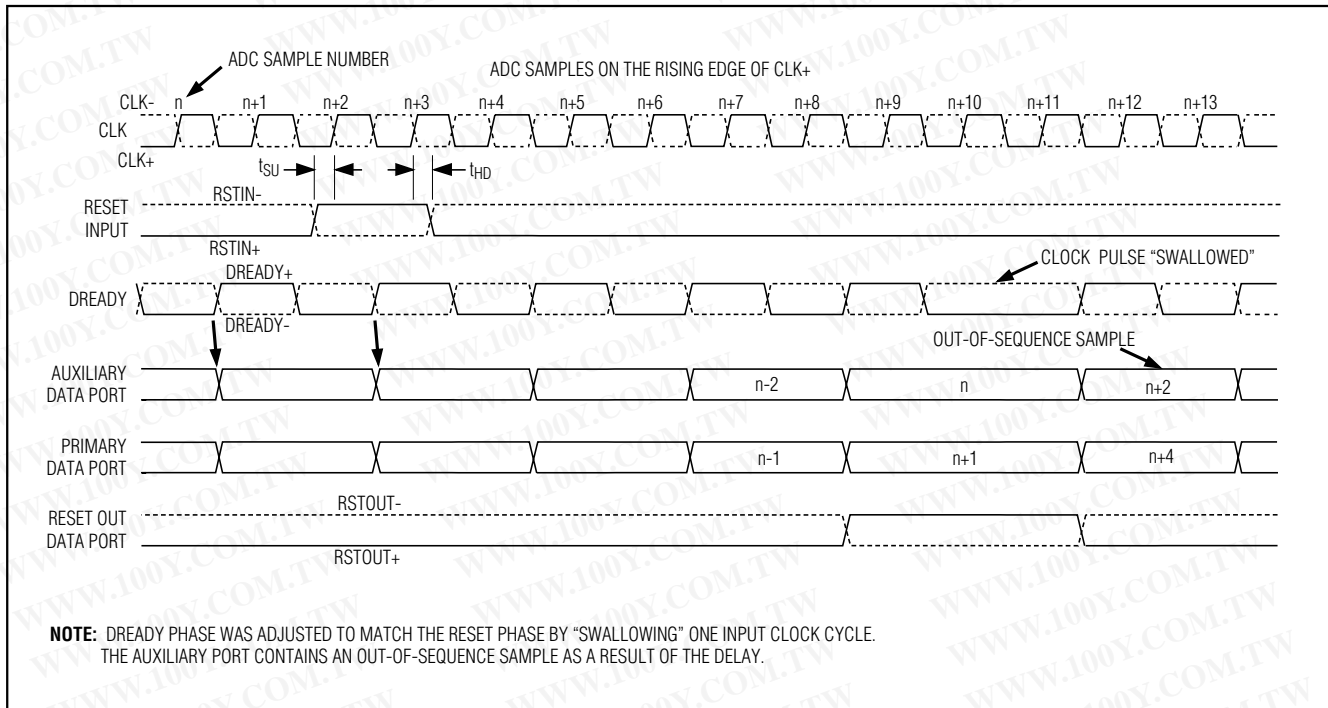 ADC SAMPLE NUMBER
ADC SAMPLES ON THE RISING EDGE OF CLK+
CLK- n n+1 n+2 n+3 n+4 n+5 n+6 n+7 n+8 n+9 n+10 n+11 n+12 n+13
CLK
CLK+
tSU tHD
RSTIN-
RESET
INPUT
RSTIN+
CLOCK PULSE “SWALLOWED”
DREADY+
DREADY
DREADY-
OUT-OF-SEQUENCE SAMPLE
AUXILIARY
DATA PORT
n-2 n n+2
PRIMARY
DATA PORT
n-1 n+1 n+4
RSTOUT-
RESET OUT
DATA PORT
RSTOUT+
NOTE: DREADY PHASE WAS ADJUSTED TO MATCH THE RESET PHASE BY “SWALLOWING” ONE INPUT CLOCK CYCLE.
THE AUXILIARY PORT CONTAINS AN OUT-OF-SEQUENCE SAMPLE AS A RESULT OF THE DELAY.
WWW.100Y.COM.TW